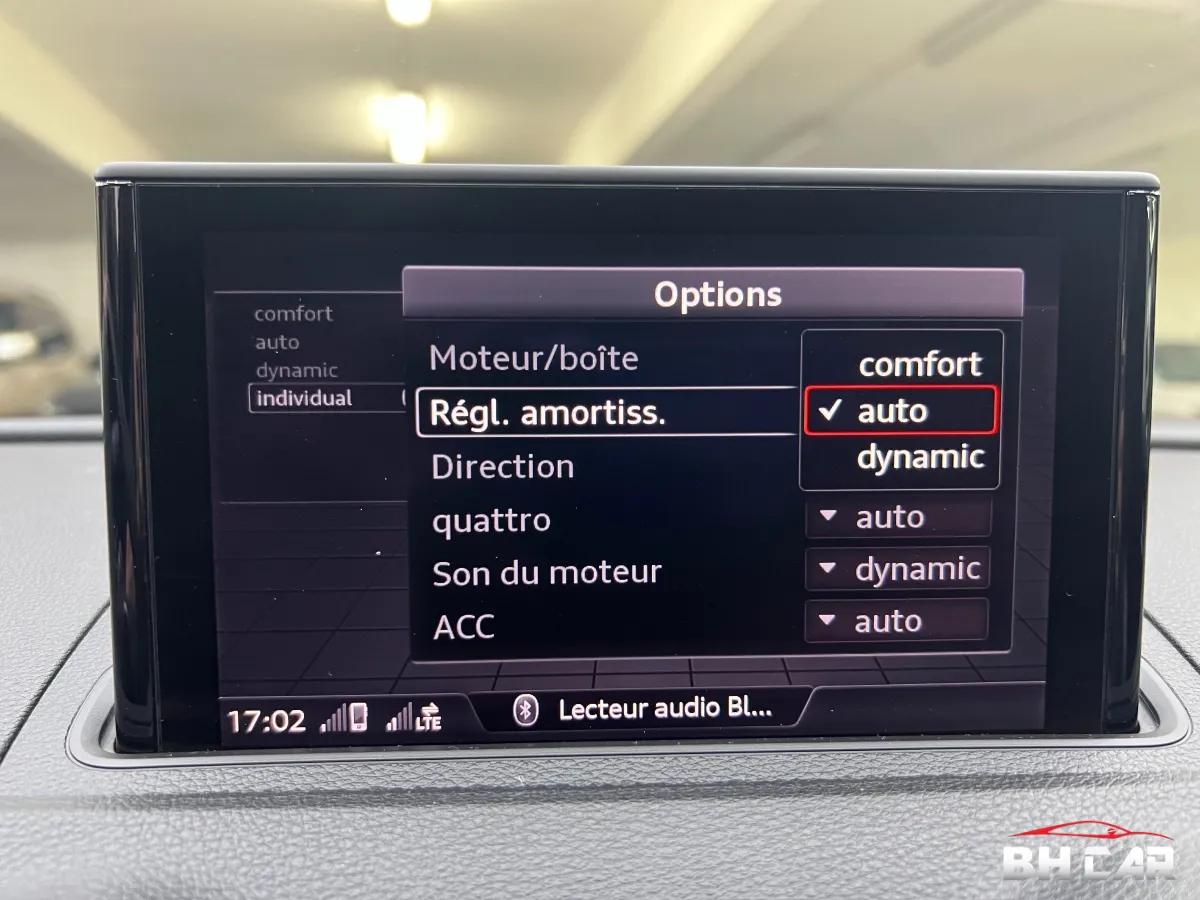 Options
comfort
auto
dynamic
individual
Moteur/boîte
comfort
Régl. amortiss.
✓ auto
Direction
dynamic
quattro
auto
Son du moteur
dynamic
ACC
auto
17:02
LTE
Lecteur audio Bl...
BH CAR